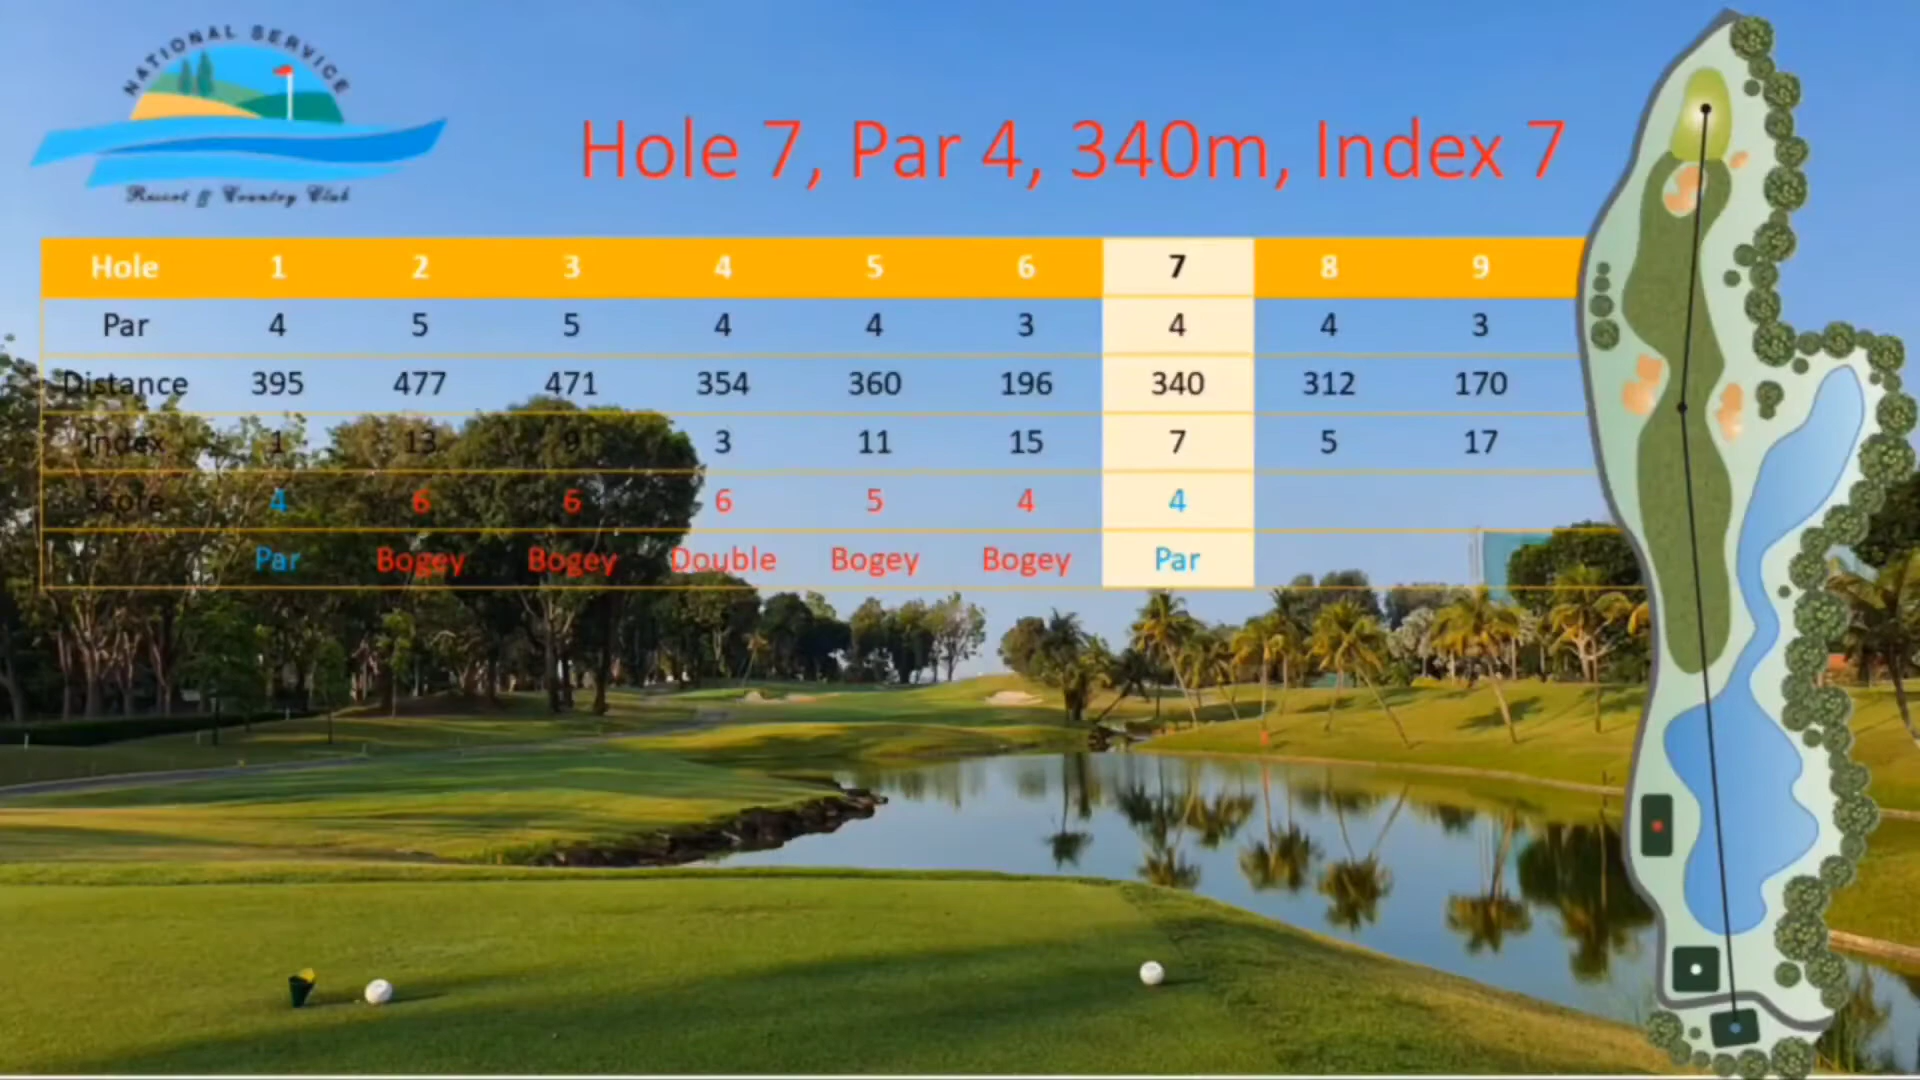 NATIONAL SERVICE
Resort & Country Club
Hole 7, Par 4, 340m, Index 7
Hole 1 2 3 4 5 6 7 8 9
Par 4 5 5 4 4 3 4 4 3
Distance 395 477 471 354 360 196 340 312 170
Index 1 13 9 3 11 15 7 5 17
Score 4 6 6 6 5 4 4
Par Bogey Bogey Double Bogey Bogey Par